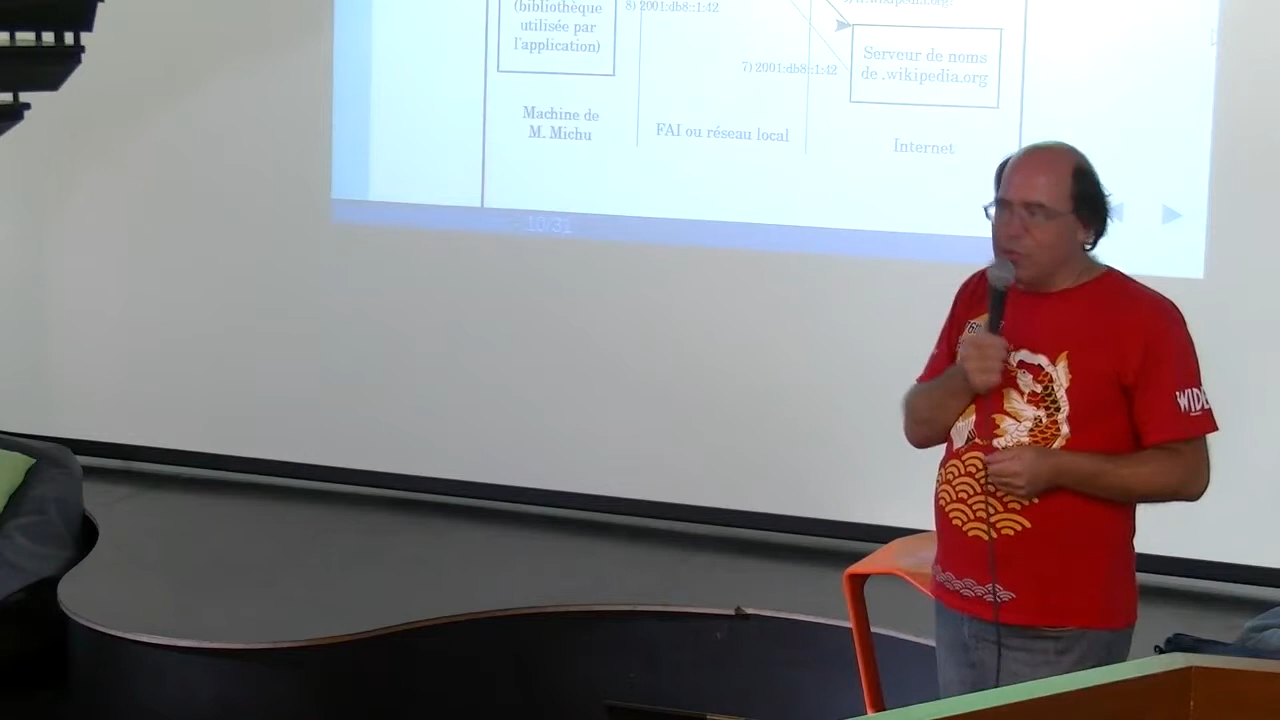 (bibliothèque
utilisée par
l'application)
8) 2001:db8::1:42
7) 2001:db8::1:42
Serveur de noms
de .wikipedia.org
Machine de
M. Michu
FAI ou réseau local
Internet
10/31
76th
WIDE